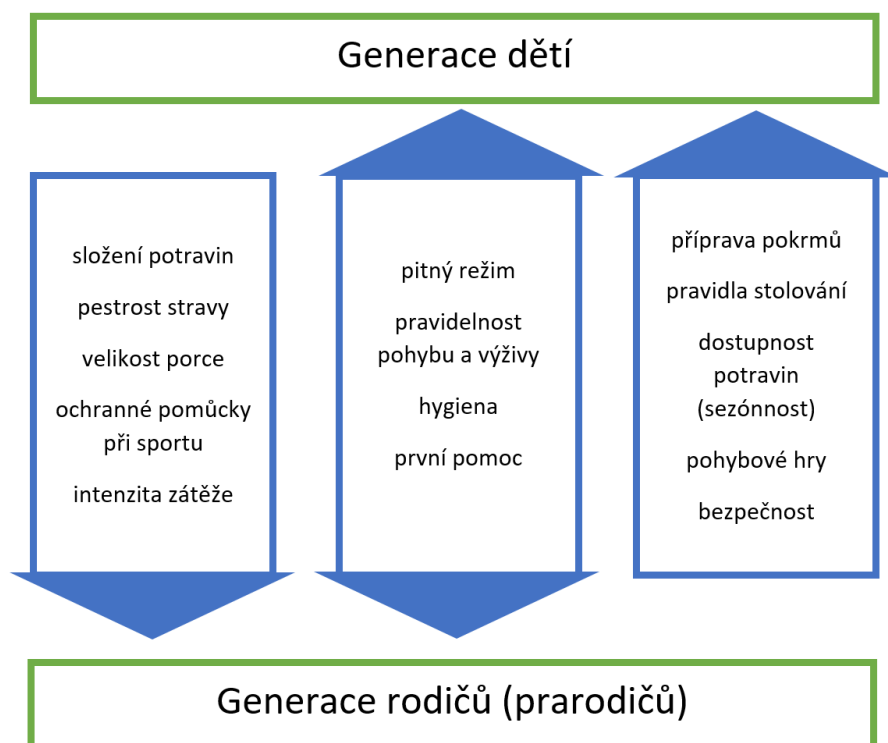 Generace dětí
složení potravin
pestrost stravy
velikost porce
ochranné pomůcky
při sportu
intenzita zátěže
pitný režim
pravidelnost
pohybu a výživy
hygiena
první pomoc
příprava pokrmů
pravidla stolování
dostupnost
potravin
(sezónnost)
pohybové hry
bezpečnost
Generace rodičů (prarodičů)